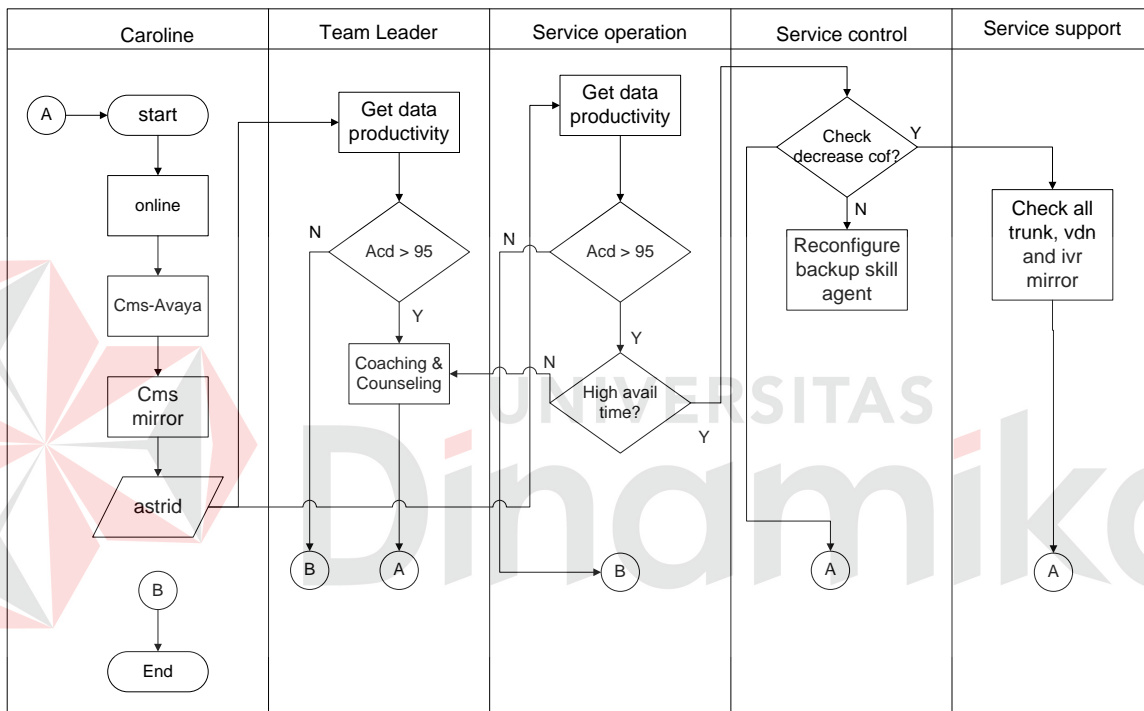 Caroline
Team Leader
Service operation
Service control
Service support
A
start
online
Cms-Avaya
Cms
mirror
astrid
B
End
Get data
productivity
N
Acd > 95
Y
Coaching &
Counseling
B
A
Get data
productivity
N
Acd > 95
Y
N
High avail
time?
Y
B
Check
decrease cof?
Y
N
Reconfigure
backup skill
agent
A
Check all
trunk, vdn
and ivr
mirror
A
UNIVERSITAS
Dinamika